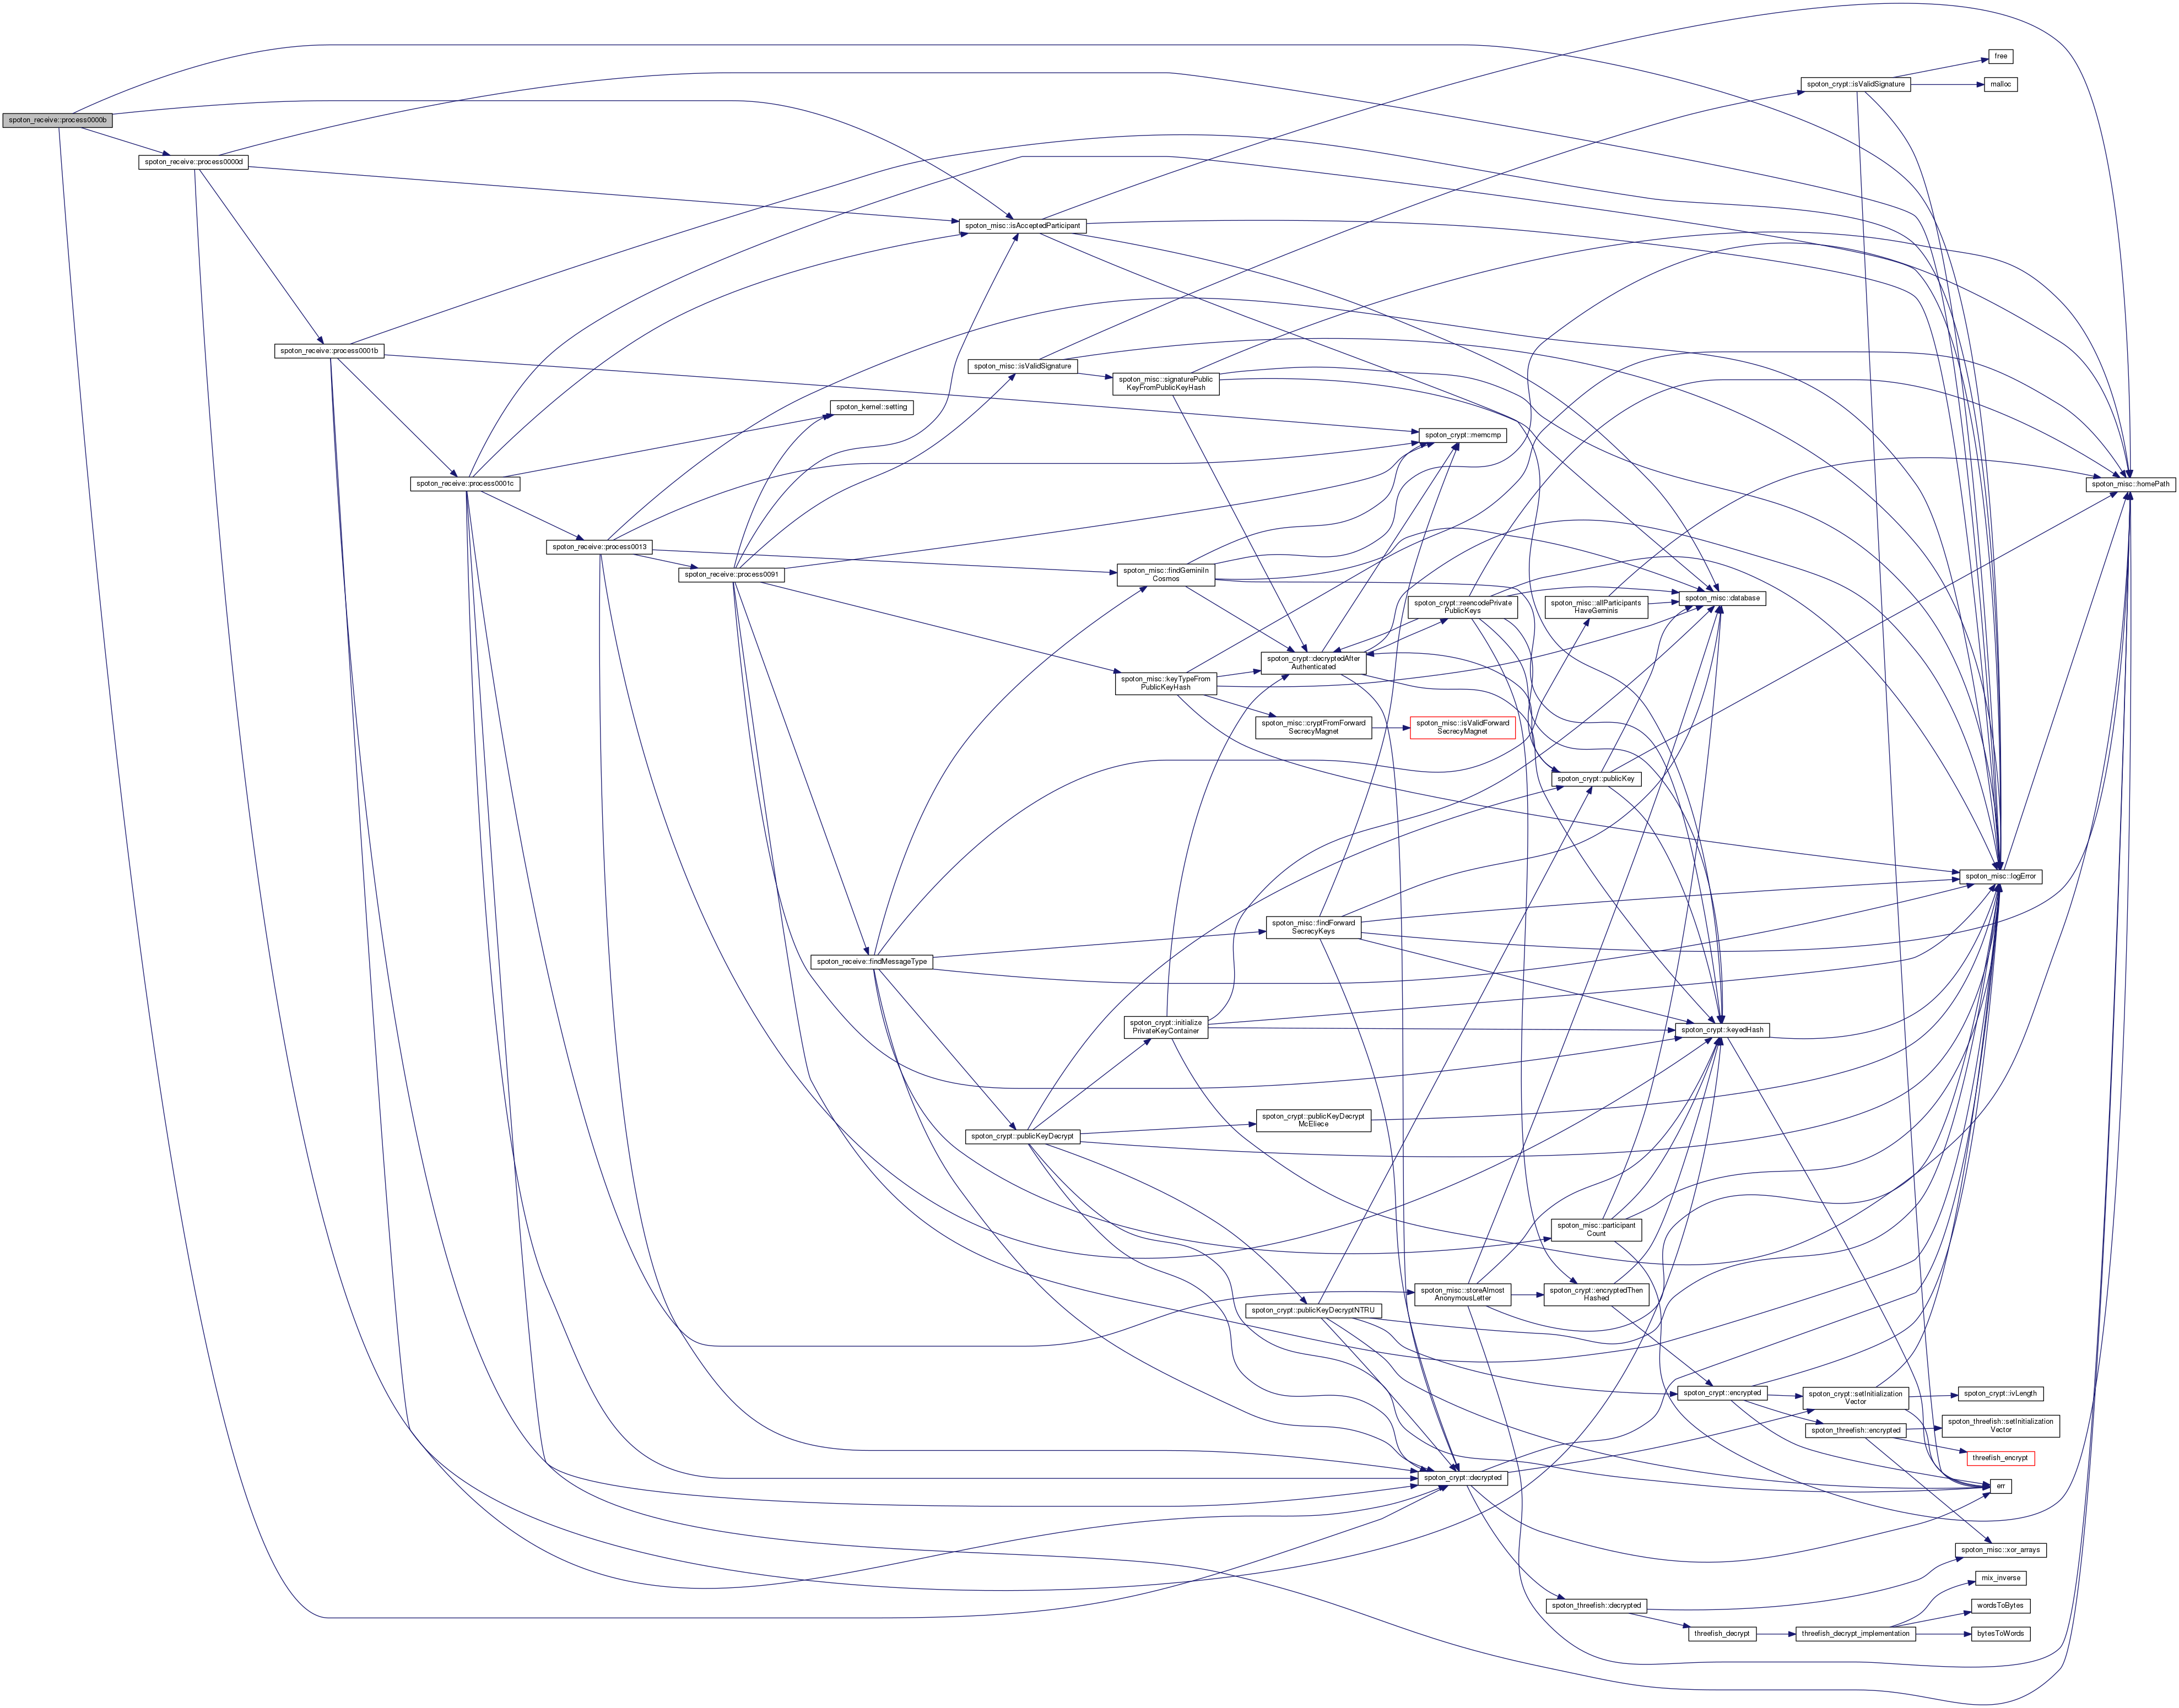 free
spoton_crypt::isValidSignature
malloc
spoton_receive::process0000b
spoton_receive::process0000d
spoton_misc::isAcceptedParticipant
spoton_receive::process0001b
spoton_misc::isValidSignature
spoton_misc::signaturePublic
KeyFromPublicKeyHash
spoton_kernel::setting
spoton_crypt::memcmp
spoton_receive::process0001c
spoton_misc::homePath
spoton_receive::process0013
spoton_receive::process0091
spoton_misc::findGeminiIn
Cosmos
spoton_crypt::reencodePrivate
PublicKeys
spoton_misc::allParticipants
HaveGeminis
spoton_misc::database
spoton_crypt::decryptedAfter
Authenticated
spoton_misc::keyTypeFrom
PublicKeyHash
spoton_misc::cryptFromForward
SecrecyMagnet
spoton_misc::isValidForward
SecrecyMagnet
spoton_crypt::publicKey
spoton_misc::logError
spoton_misc::findForward
SecrecyKeys
spoton_receive::findMessageType
spoton_crypt::initialize
PrivateKeyContainer
spoton_crypt::keyedHash
spoton_crypt::publicKeyDecrypt
McEliece
spoton_crypt::publicKeyDecrypt
spoton_misc::participant
Count
spoton_misc::storeAlmost
AnonymousLetter
spoton_crypt::encryptedThen
Hashed
spoton_crypt::publicKeyDecryptNTRU
spoton_crypt::encrypted
spoton_crypt::setInitialization
Vector
spoton_crypt::ivLength
spoton_threefish::encrypted
spoton_threefish::setInitialization
Vector
threefish_encrypt
spoton_crypt::decrypted
err
spoton_misc::xor_arrays
mix_inverse
spoton_threefish::decrypted
wordsToBytes
threefish_decrypt
threefish_decrypt_implementation
bytesToWords